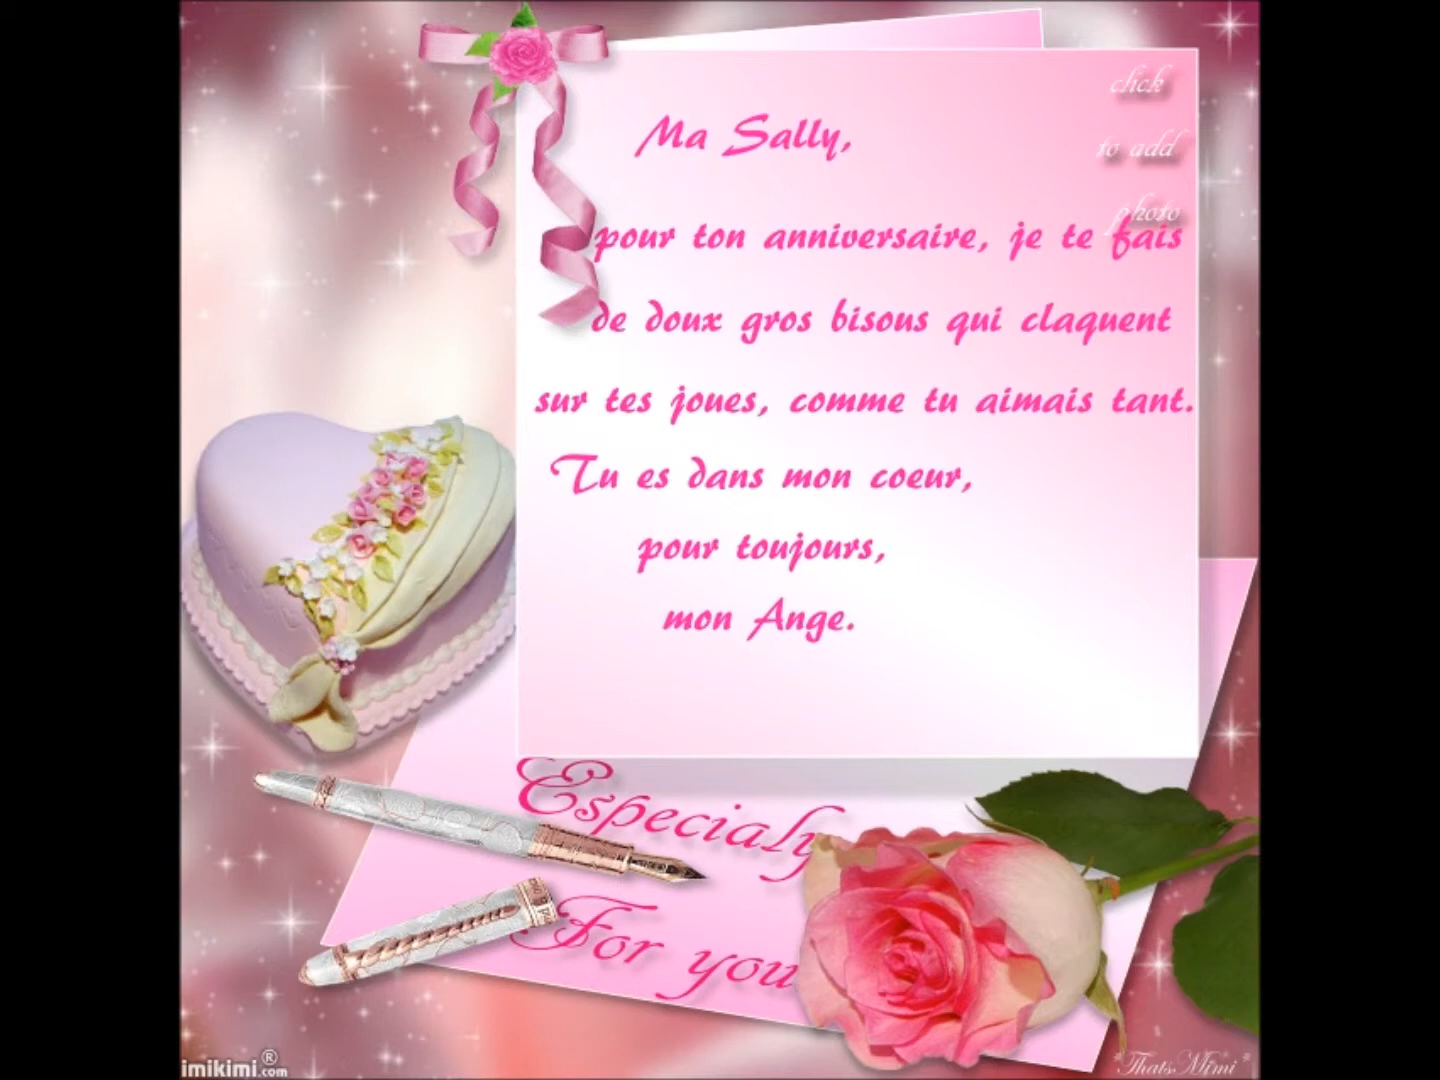 click
to add
photo
Ma Sally,
pour ton anniversaire, je te fais
de doux gros bisous qui claquent
sur tes joues, comme tu aimais tant.
Tu es dans mon coeur,
pour toujours,
mon Ange.
Especialy
For you
imikimi.com ®
*ThatsMimi*